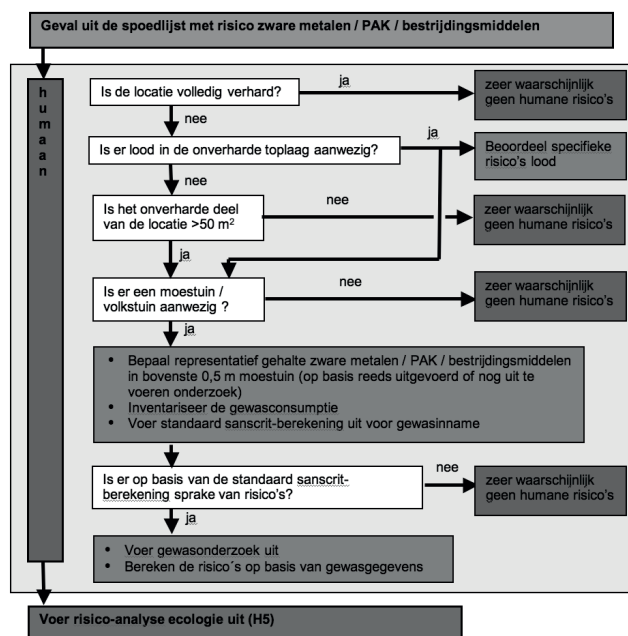 Geval uit de spoedlijst met risico zware metalen / PAK / bestrijdingsmiddelen
humaan
Is de locatie volledig verhard?
ja
zeer waarschijnlijk
geen humane risico's
nee
Is er lood in de onverharde toplaag aanwezig?
ja
Beoordeel specifieke
risico's lood
nee
Is het onverharde deel
van de locatie >50 m²
nee
zeer waarschijnlijk
geen humane risico's
ja
Is er een moestuin /
volkstuin aanwezig ?
nee
zeer waarschijnlijk
geen humane risico's
ja
• Bepaal representatief gehalte zware metalen / PAK / bestrijdingsmiddelen
in bovenste 0,5 m moestuin (op basis reeds uitgevoerd of nog uit te
voeren onderzoek)
• Inventariseer de gewasconsumptie
• Voer standaard sanscrit-berekening uit voor gewasinname
Is er op basis van de standaard sanscrit-
berekening sprake van risico's?
nee
zeer waarschijnlijk
geen humane risico's
ja
• Voer gewasonderzoek uit
• Bereken de risico´s op basis van gewasgegevens
Voer risico-analyse ecologie uit (H5)